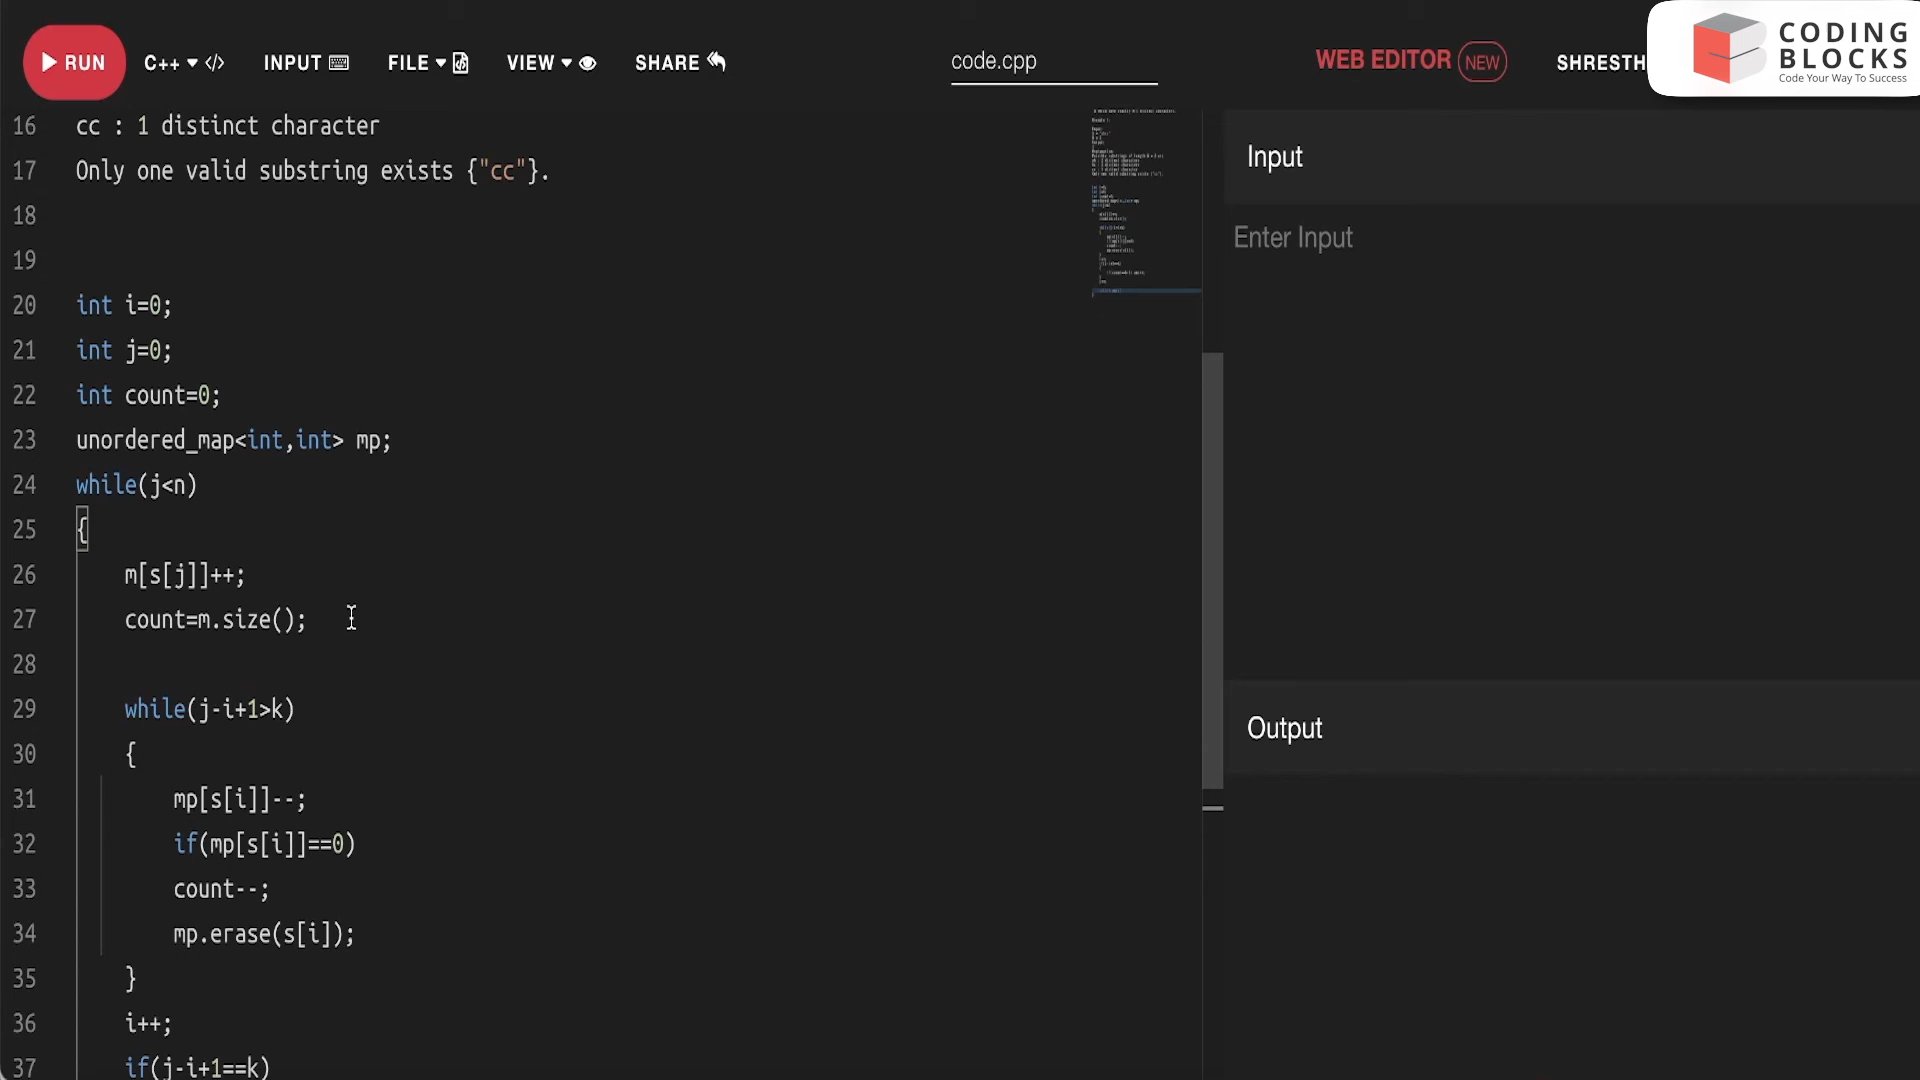 RUN C++ INPUT FILE VIEW SHARE code.cpp WEB EDITOR NEW SHRESTH
CODING
BLOCKS
Code Your Way To Success
16 cc : 1 distinct character
17 Only one valid substring exists {"cc"}.
18
19
20 int i=0;
21 int j=0;
22 int count=0;
23 unordered_map<int,int> mp;
24 while(j<n)
25 {
26 m[s[j]]++;
27 count=m.size();
28
29 while(j-i+1>k)
30 {
31 mp[s[i]]--;
32 if(mp[s[i]]==0)
33 count--;
34 mp.erase(s[i]);
35 }
36 i++;
37 if(j-i+1==k)
Input
Enter Input
Output